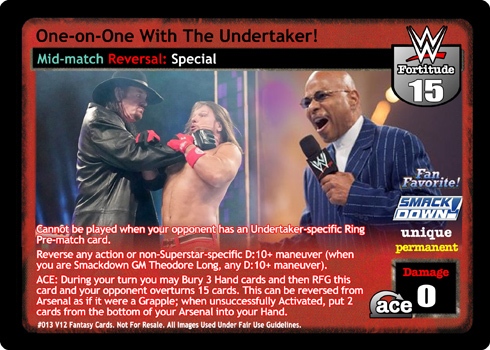 One-on-One With The Undertaker!
Mid-match Reversal: Special
W
Fortitude
15
Fan
Favorite!
SMACK
DOWN!
unique
permanent
Cannot be played when your opponent has an Undertaker-specific Ring
Pre-match card.
Reverse any action or non-Superstar-specific D:10+ maneuver (when
you are Smackdown GM Theodore Long, any D:10+ maneuver).
ACE: During your turn you may Bury 3 Hand cards and then RFG this
card and your opponent overturns 15 cards. This can be reversed from
Arsenal as if it were a Grapple; when unsuccessfully Activated, put 2
cards from the bottom of your Arsenal into your Hand.
Damage
ace 0
#013 V12 Fantasy Cards. Not For Resale. All Images Used Under Fair Use Guidelines.